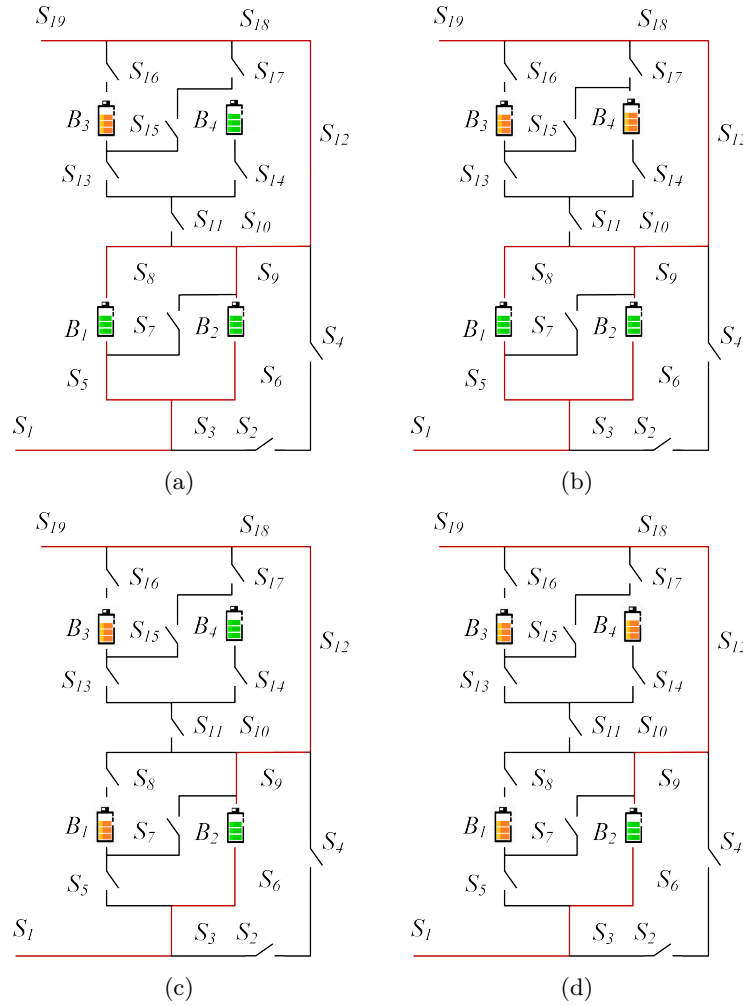 S19 S18 S19 S18
S16 S17 S16 S17
B3 S15 B4 S12 B3 S15 B4 S12
S13 S14 S13 S14
S11 S10 S11 S10
S8 S9 S8 S9
B1 S7 B2 S4 B1 S7 B2 S4
S5 S6 S5 S6
S1 S3 S2 S1 S3 S2
(a) (b)
S19 S18 S19 S18
S16 S17 S16 S17
B3 S15 B4 S12 B3 S15 B4 S12
S13 S14 S13 S14
S11 S10 S11 S10
S8 S9 S8 S9
B1 S7 B2 S4 B1 S7 B2 S4
S5 S6 S5 S6
S1 S3 S2 S1 S3 S2
(c) (d)